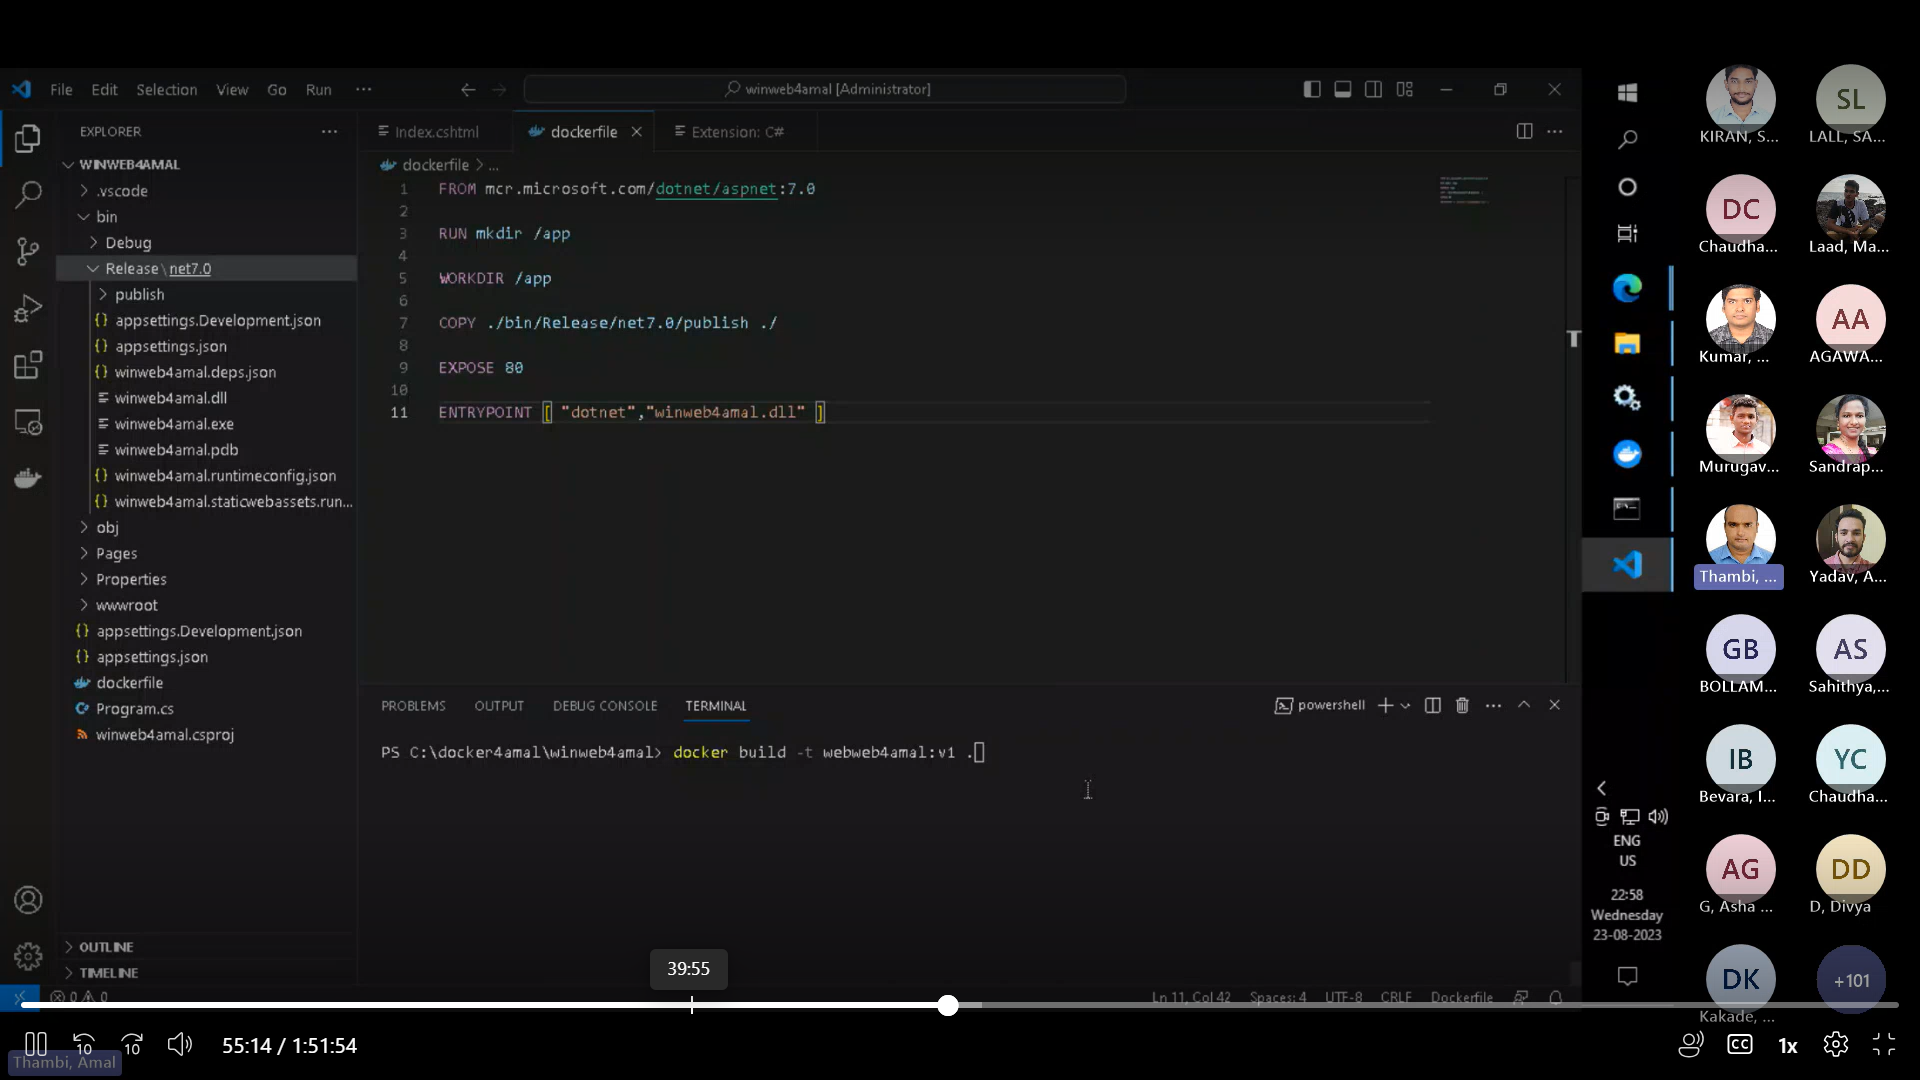 File Edit Selection View Go Run ···
winweb4amal [Administrator]
EXPLORER
WINWEB4AMAL
.vscode
bin
Debug
Release\net7.0
publish
{} appsettings.Development.json
{} appsettings.json
{} winweb4amal.deps.json
winweb4amal.dll
winweb4amal.exe
winweb4amal.pdb
{} winweb4amal.runtimeconfig.json
{} winweb4amal.staticwebassets.run...
obj
Pages
Properties
wwwroot
{} appsettings.Development.json
{} appsettings.json
dockerfile
Program.cs
winweb4amal.csproj
OUTLINE
TIMELINE
Index.cshtml dockerfile Extension: C#
dockerfile > ...
1 FROM mcr.microsoft.com/dotnet/aspnet:7.0
2
3 RUN mkdir /app
4
5 WORKDIR /app
6
7 COPY ./bin/Release/net7.0/publish ./
8
9 EXPOSE 80
10
11 ENTRYPOINT [ "dotnet","winweb4amal.dll" ]
PROBLEMS OUTPUT DEBUG CONSOLE TERMINAL
powershell
PS C:\docker4amal\winweb4amal> docker build -t webweb4amal:v1 .
0 0
Ln 11, Col 42 Spaces: 4 UTF-8 CRLF Dockerfile
ENG
US
22:58
Wednesday
23-08-2023
KIRAN, S...
SL
LALL, SA...
DC
Chaudha...
Laad, Ma...
Kumar, ...
AA
AGAWA...
Murugav...
Sandrap...
Thambi, ...
Yadav, A...
GB
BOLLAM...
AS
Sahithya,...
IB
Bevara, I...
YC
Chaudha...
AG
G, Asha ...
DD
D, Divya
DK
Kakade, ...
+101
39:55
10 10 55:14 / 1:51:54
Thambi, Amal
CC 1x